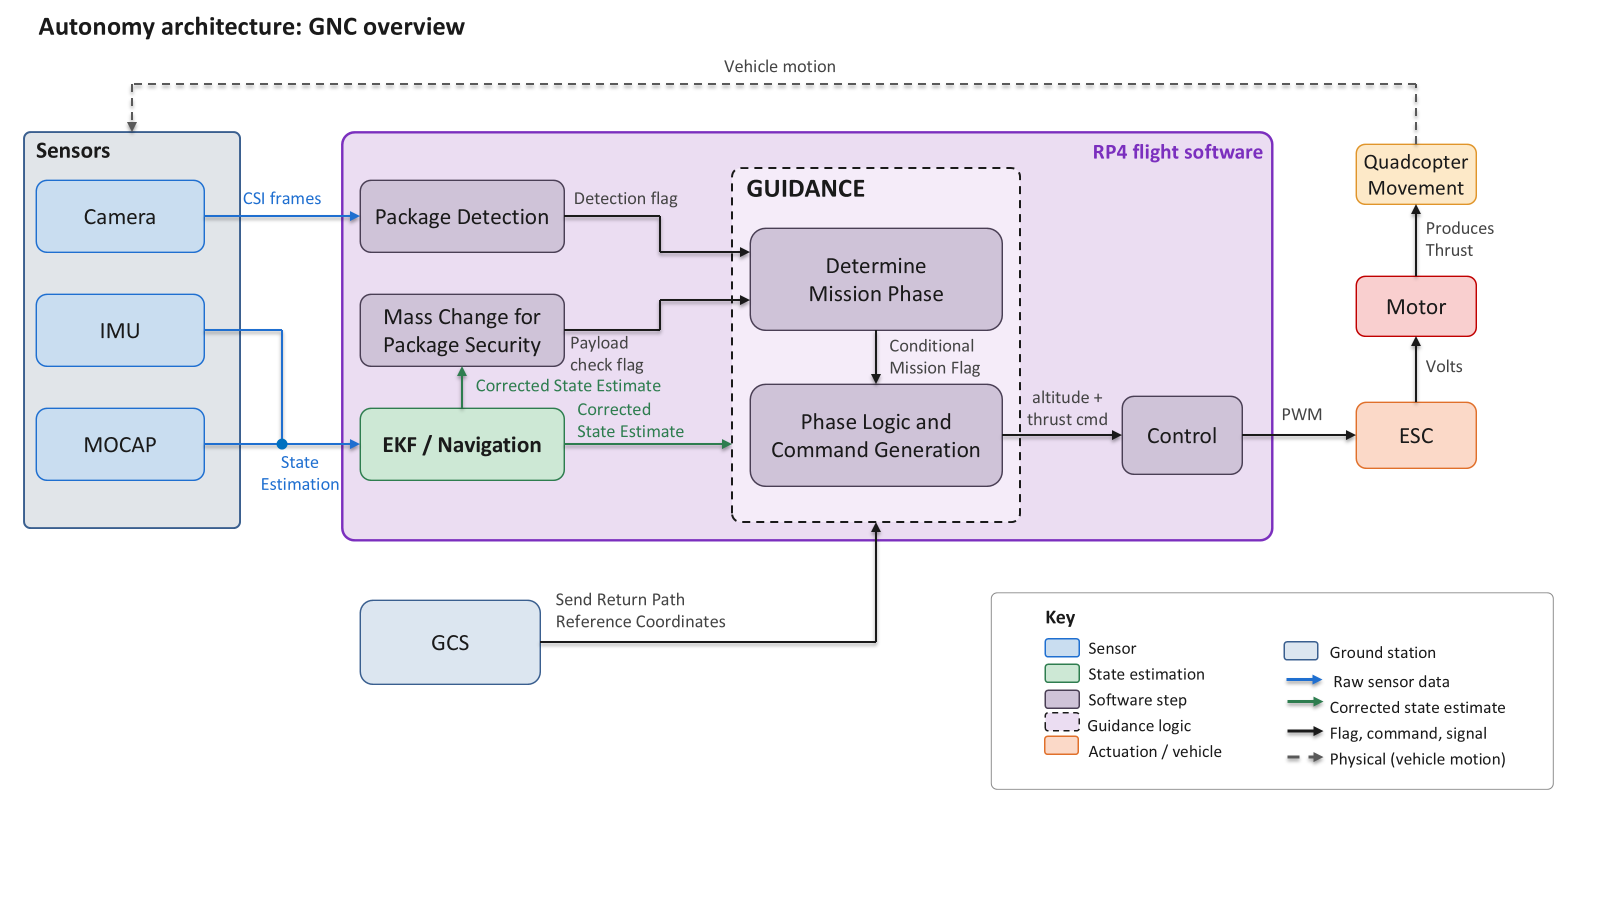 Autonomy architecture: GNC overview
Vehicle motion
Sensors
Camera
IMU
MOCAP
CSI frames
State
Estimation
RP4 flight software
Package Detection
Detection flag
Mass Change for
Package Security
Payload
check flag
Corrected State Estimate
EKF / Navigation
Corrected
State Estimate
GUIDANCE
Determine
Mission Phase
Conditional
Mission Flag
Phase Logic and
Command Generation
altitude +
thrust cmd
Control
PWM
Quadcopter
Movement
Produces
Thrust
Motor
Volts
ESC
GCS
Send Return Path
Reference Coordinates
Key
Sensor
State estimation
Software step
Guidance logic
Actuation / vehicle
Ground station
Raw sensor data
Corrected state estimate
Flag, command, signal
Physical (vehicle motion)